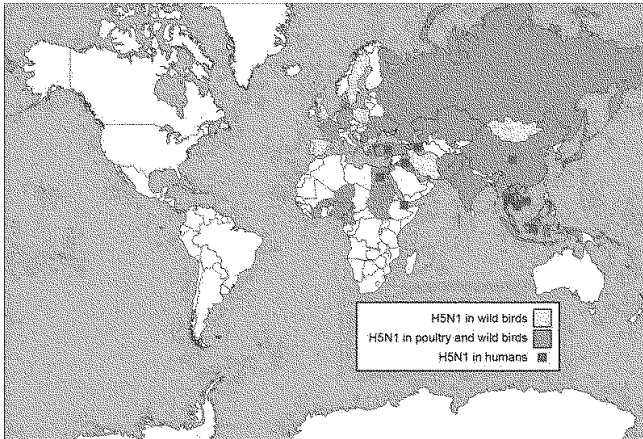 H5N1 in wild birds
H5N1 in poultry and wild birds
H5N1 in humans